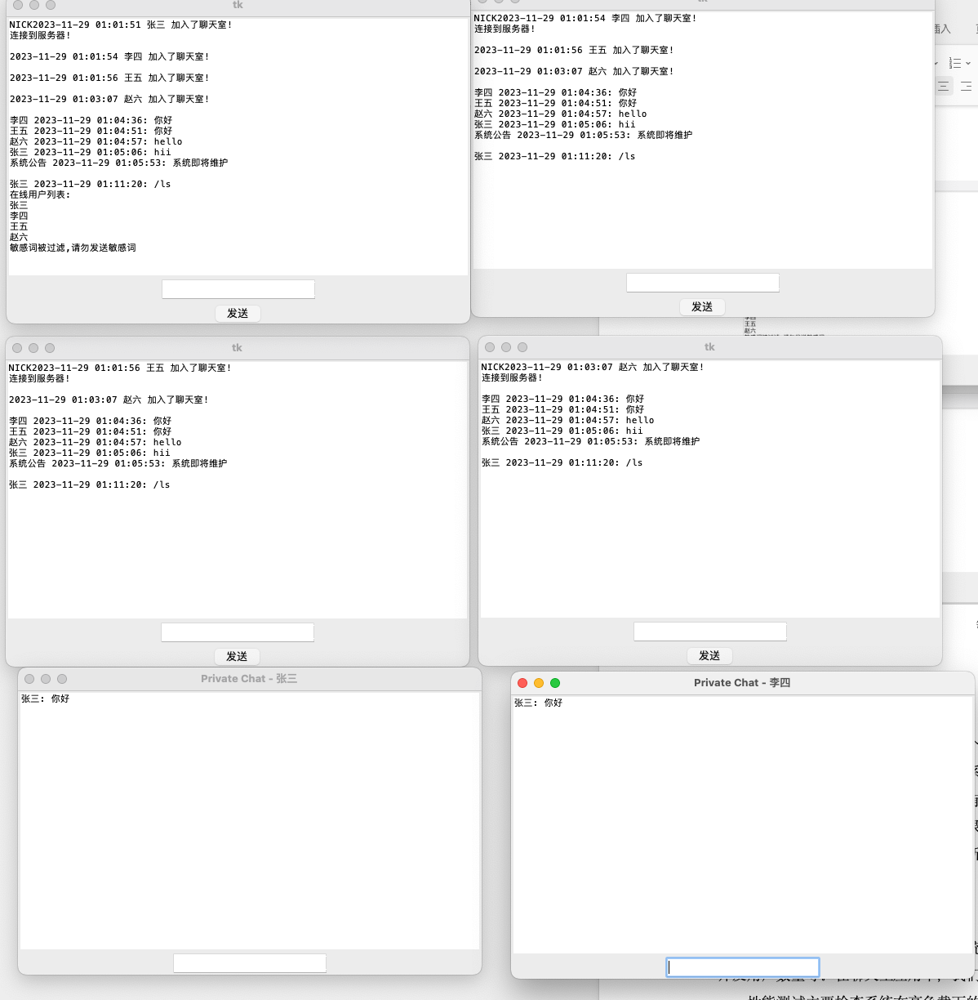 tk
NICK2023-11-29 01:01:51 张三 加入了聊天室!
连接到服务器!
2023-11-29 01:01:54 李四 加入了聊天室!
2023-11-29 01:01:56 王五 加入了聊天室!
2023-11-29 01:03:07 赵六 加入了聊天室!
李四 2023-11-29 01:04:36: 你好
王五 2023-11-29 01:04:51: 你好
赵六 2023-11-29 01:04:57: hello
张三 2023-11-29 01:05:06: hii
系统公告 2023-11-29 01:05:53: 系统即将维护
张三 2023-11-29 01:11:20: /ls
在线用户列表:
张三
李四
王五
赵六
敏感词被过滤,请勿发送敏感词
发送
tk
NICK2023-11-29 01:01:54 李四 加入了聊天室!
连接到服务器!
2023-11-29 01:01:56 王五 加入了聊天室!
2023-11-29 01:03:07 赵六 加入了聊天室!
李四 2023-11-29 01:04:36: 你好
王五 2023-11-29 01:04:51: 你好
赵六 2023-11-29 01:04:57: hello
张三 2023-11-29 01:05:06: hii
系统公告 2023-11-29 01:05:53: 系统即将维护
张三 2023-11-29 01:11:20: /ls
发送
插入
王五
赵六
tk
NICK2023-11-29 01:01:56 王五 加入了聊天室!
连接到服务器!
2023-11-29 01:03:07 赵六 加入了聊天室!
李四 2023-11-29 01:04:36: 你好
王五 2023-11-29 01:04:51: 你好
赵六 2023-11-29 01:04:57: hello
张三 2023-11-29 01:05:06: hii
系统公告 2023-11-29 01:05:53: 系统即将维护
张三 2023-11-29 01:11:20: /ls
发送
tk
NICK2023-11-29 01:03:07 赵六 加入了聊天室!
连接到服务器!
李四 2023-11-29 01:04:36: 你好
王五 2023-11-29 01:04:51: 你好
赵六 2023-11-29 01:04:57: hello
张三 2023-11-29 01:05:06: hii
系统公告 2023-11-29 01:05:53: 系统即将维护
张三 2023-11-29 01:11:20: /ls
发送
Private Chat - 张三
张三: 你好
Private Chat - 李四
张三: 你好